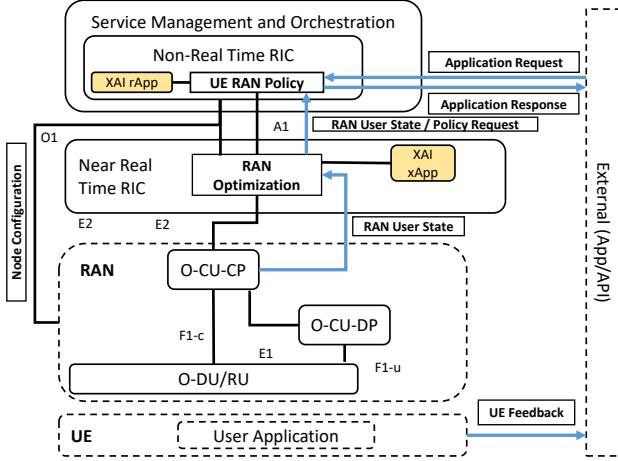 Service Management and Orchestration
Non-Real Time RIC
XAI rApp
UE RAN Policy
Application Request
Application Response
O1
A1
RAN User State / Policy Request
Near Real
Time RIC
RAN
Optimization
XAI
xApp
Node Configuration
E2
E2
RAN User State
External (App/API)
RAN
O-CU-CP
O-CU-DP
F1-c
E1
F1-u
O-DU/RU
UE Feedback
UE
User Application